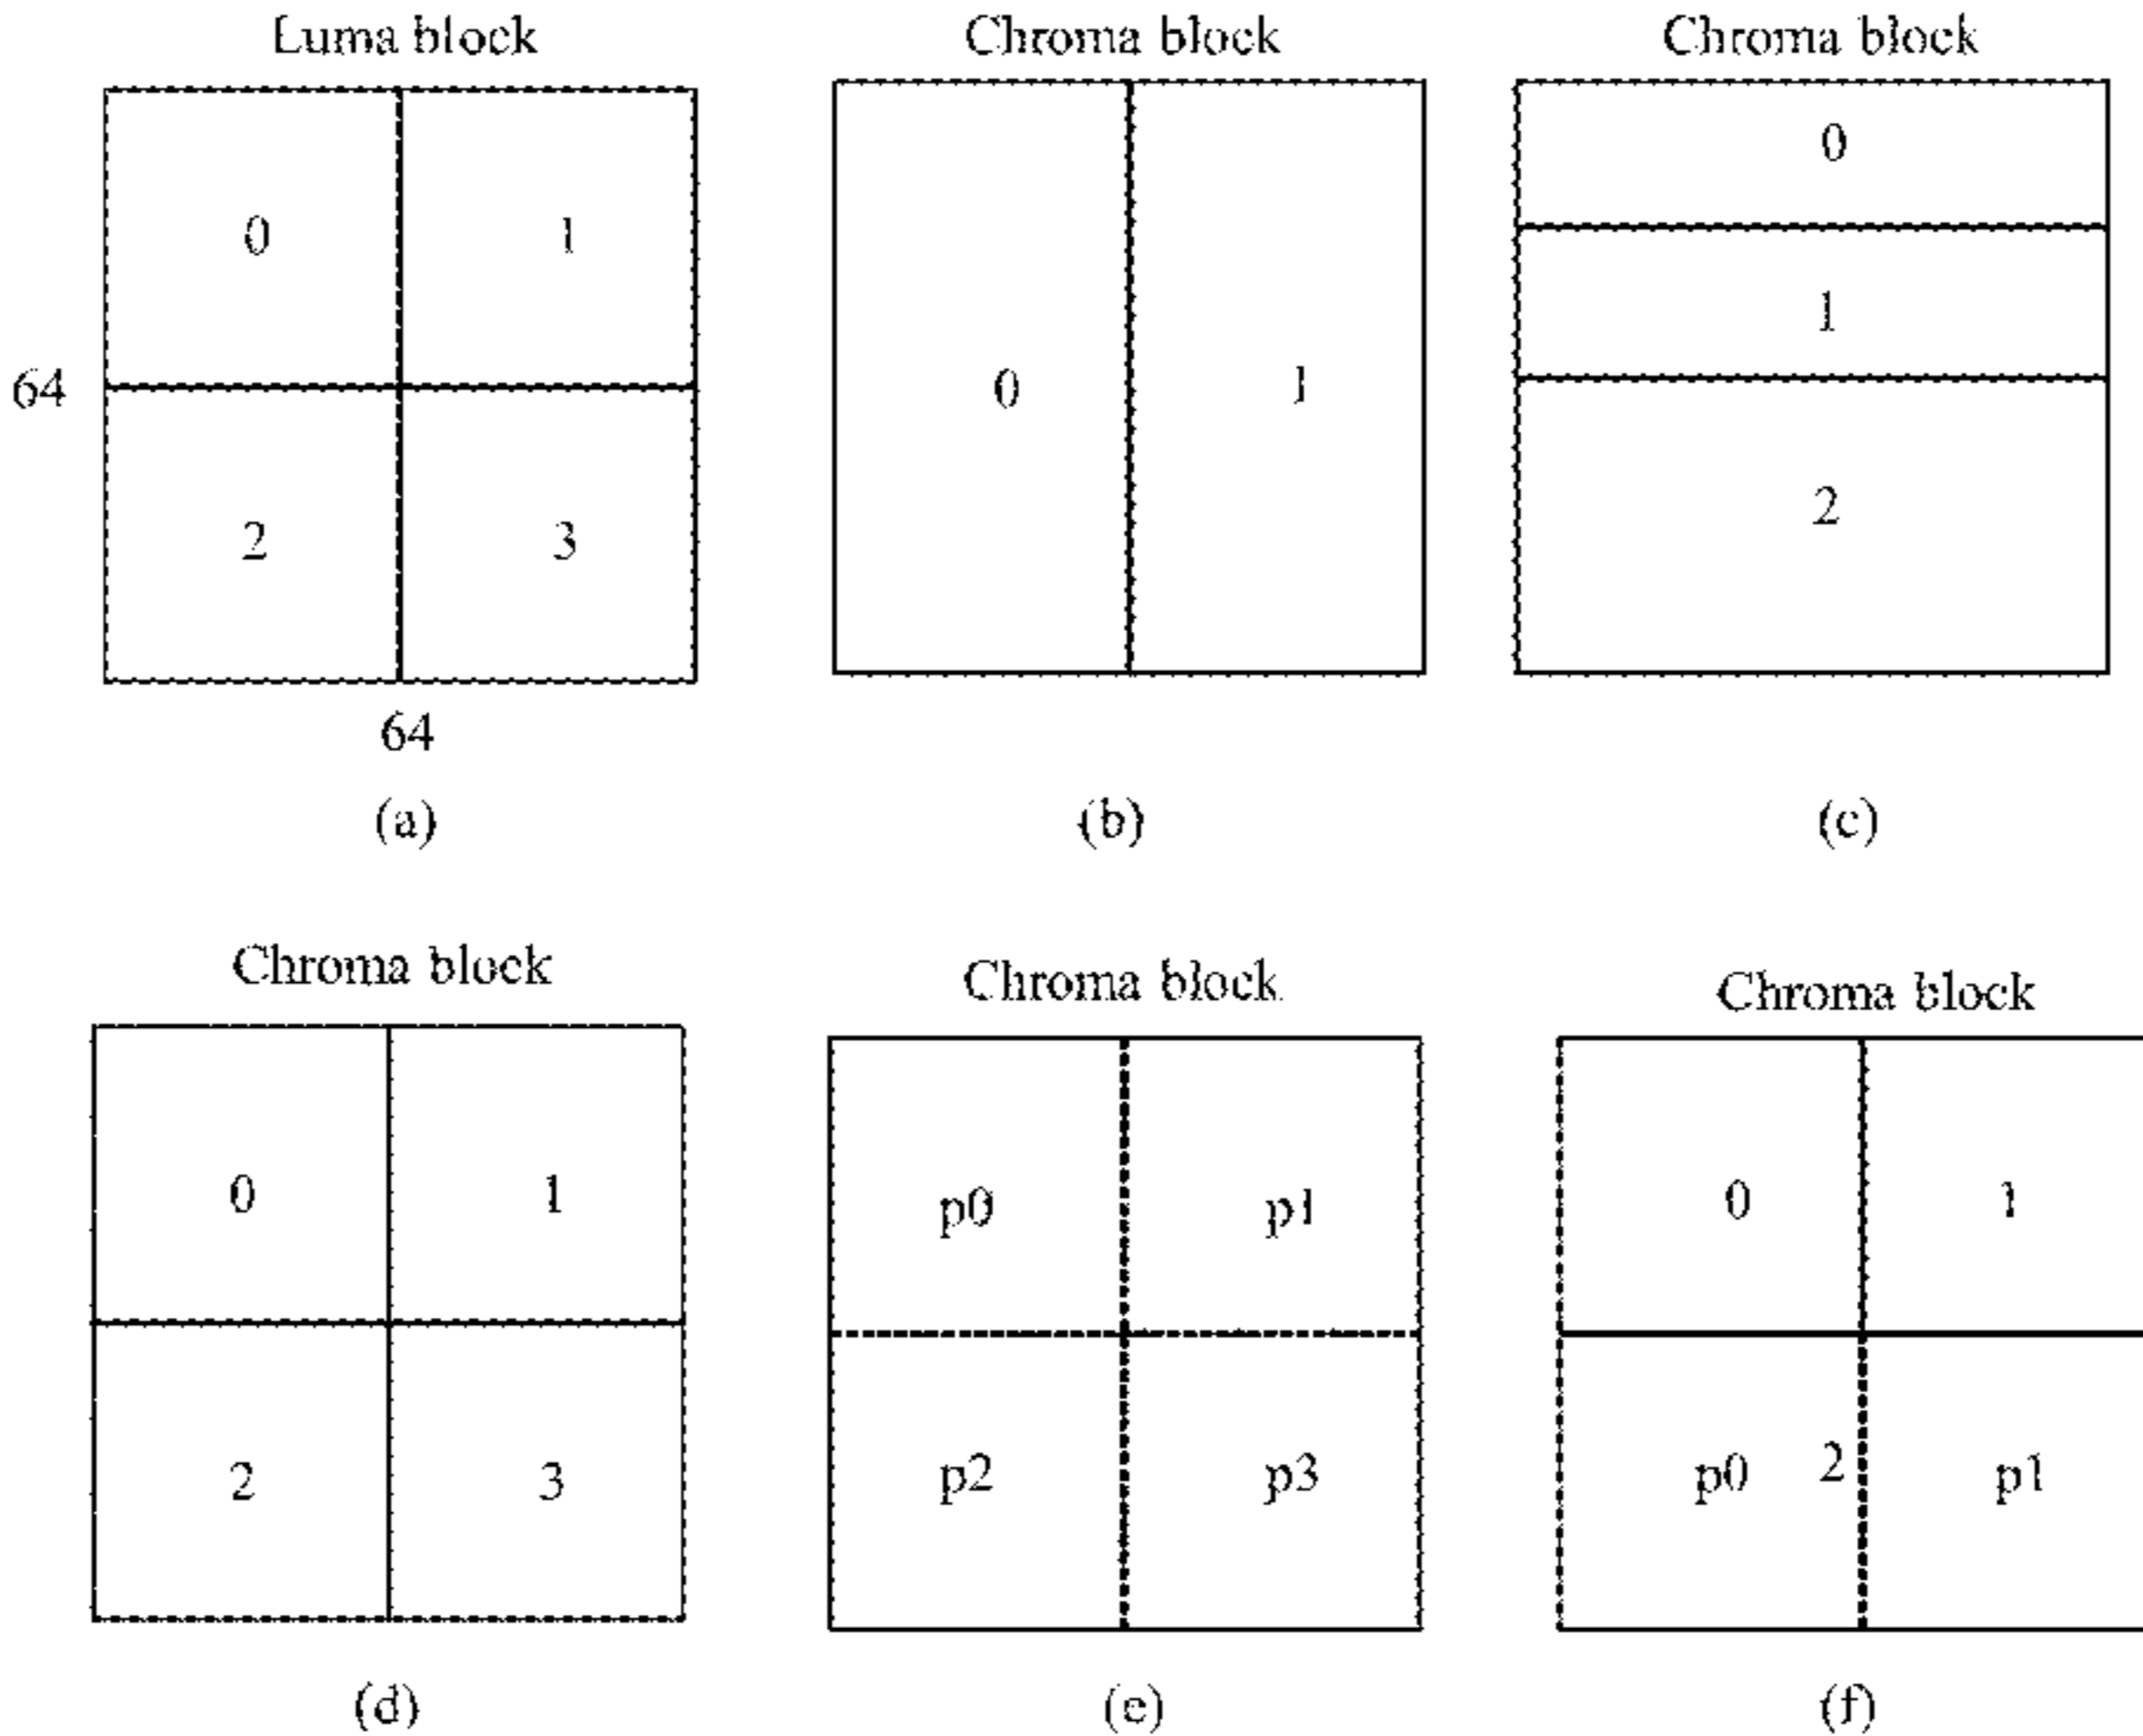 Luma block
0
1
64
2
3
64
(a)
Chroma block
0
1
(b)
Chroma block
0
1
2
(c)
Chroma block
0
1
2
3
(d)
Chroma block
p0
p1
p2
p3
(e)
Chroma block
0
1
p0
2
p1
(f)